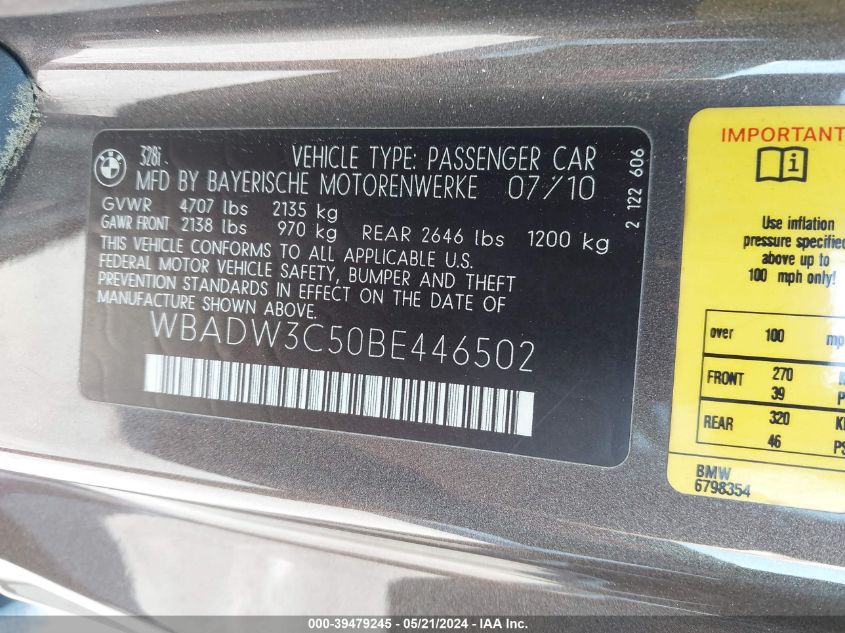 BMW
328i
VEHICLE TYPE: PASSENGER CAR
MFD BY BAYERISCHE MOTORENWERKE 07/10
GVWR 4707 lbs 2135 kg
GAWR FRONT 2138 lbs 970 kg REAR 2646 lbs 1200 kg
THIS VEHICLE CONFORMS TO ALL APPLICABLE U.S.
FEDERAL MOTOR VEHICLE SAFETY, BUMPER AND THEFT
PREVENTION STANDARDS IN EFFECT ON THE DATE OF
MANUFACTURE SHOWN ABOVE.
WBADW3C50BE446502
2 122 606
IMPORTANT
i
Use inflation
pressure specified
above up to
100 mph only!
over 100 mp
FRONT 270
39 P
REAR 320 K
46 PS
BMW
6798354
000-39479245 - 05/21/2024 - IAA Inc.